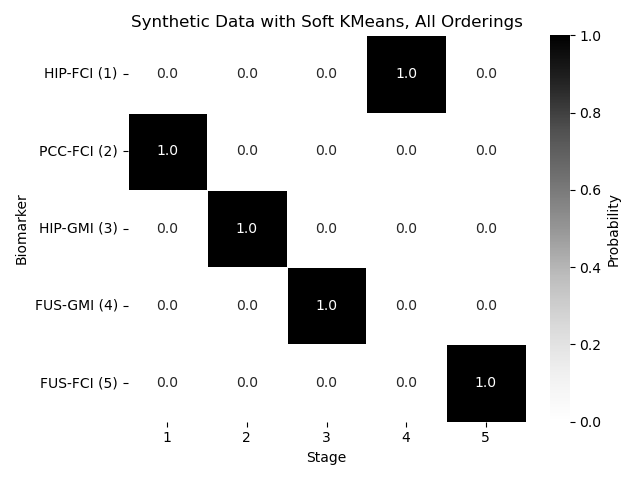 Synthetic Data with Soft KMeans, All Orderings
HIP-FCI (1) 0.0 0.0 0.0 1.0 0.0
PCC-FCI (2) 1.0 0.0 0.0 0.0 0.0
HIP-GMI (3) 0.0 1.0 0.0 0.0 0.0
FUS-GMI (4) 0.0 0.0 1.0 0.0 0.0
FUS-FCI (5) 0.0 0.0 0.0 0.0 1.0
Biomarker
1 2 3 4 5
Stage
1.0
0.8
0.6
0.4
0.2
0.0
Probability